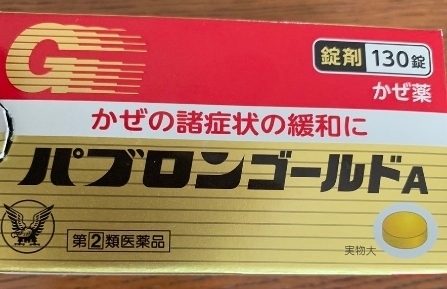 G
錠剤 130錠
かぜ薬
かぜの諸症状の緩和に
パブロンゴールドA
第②類医薬品
実物大